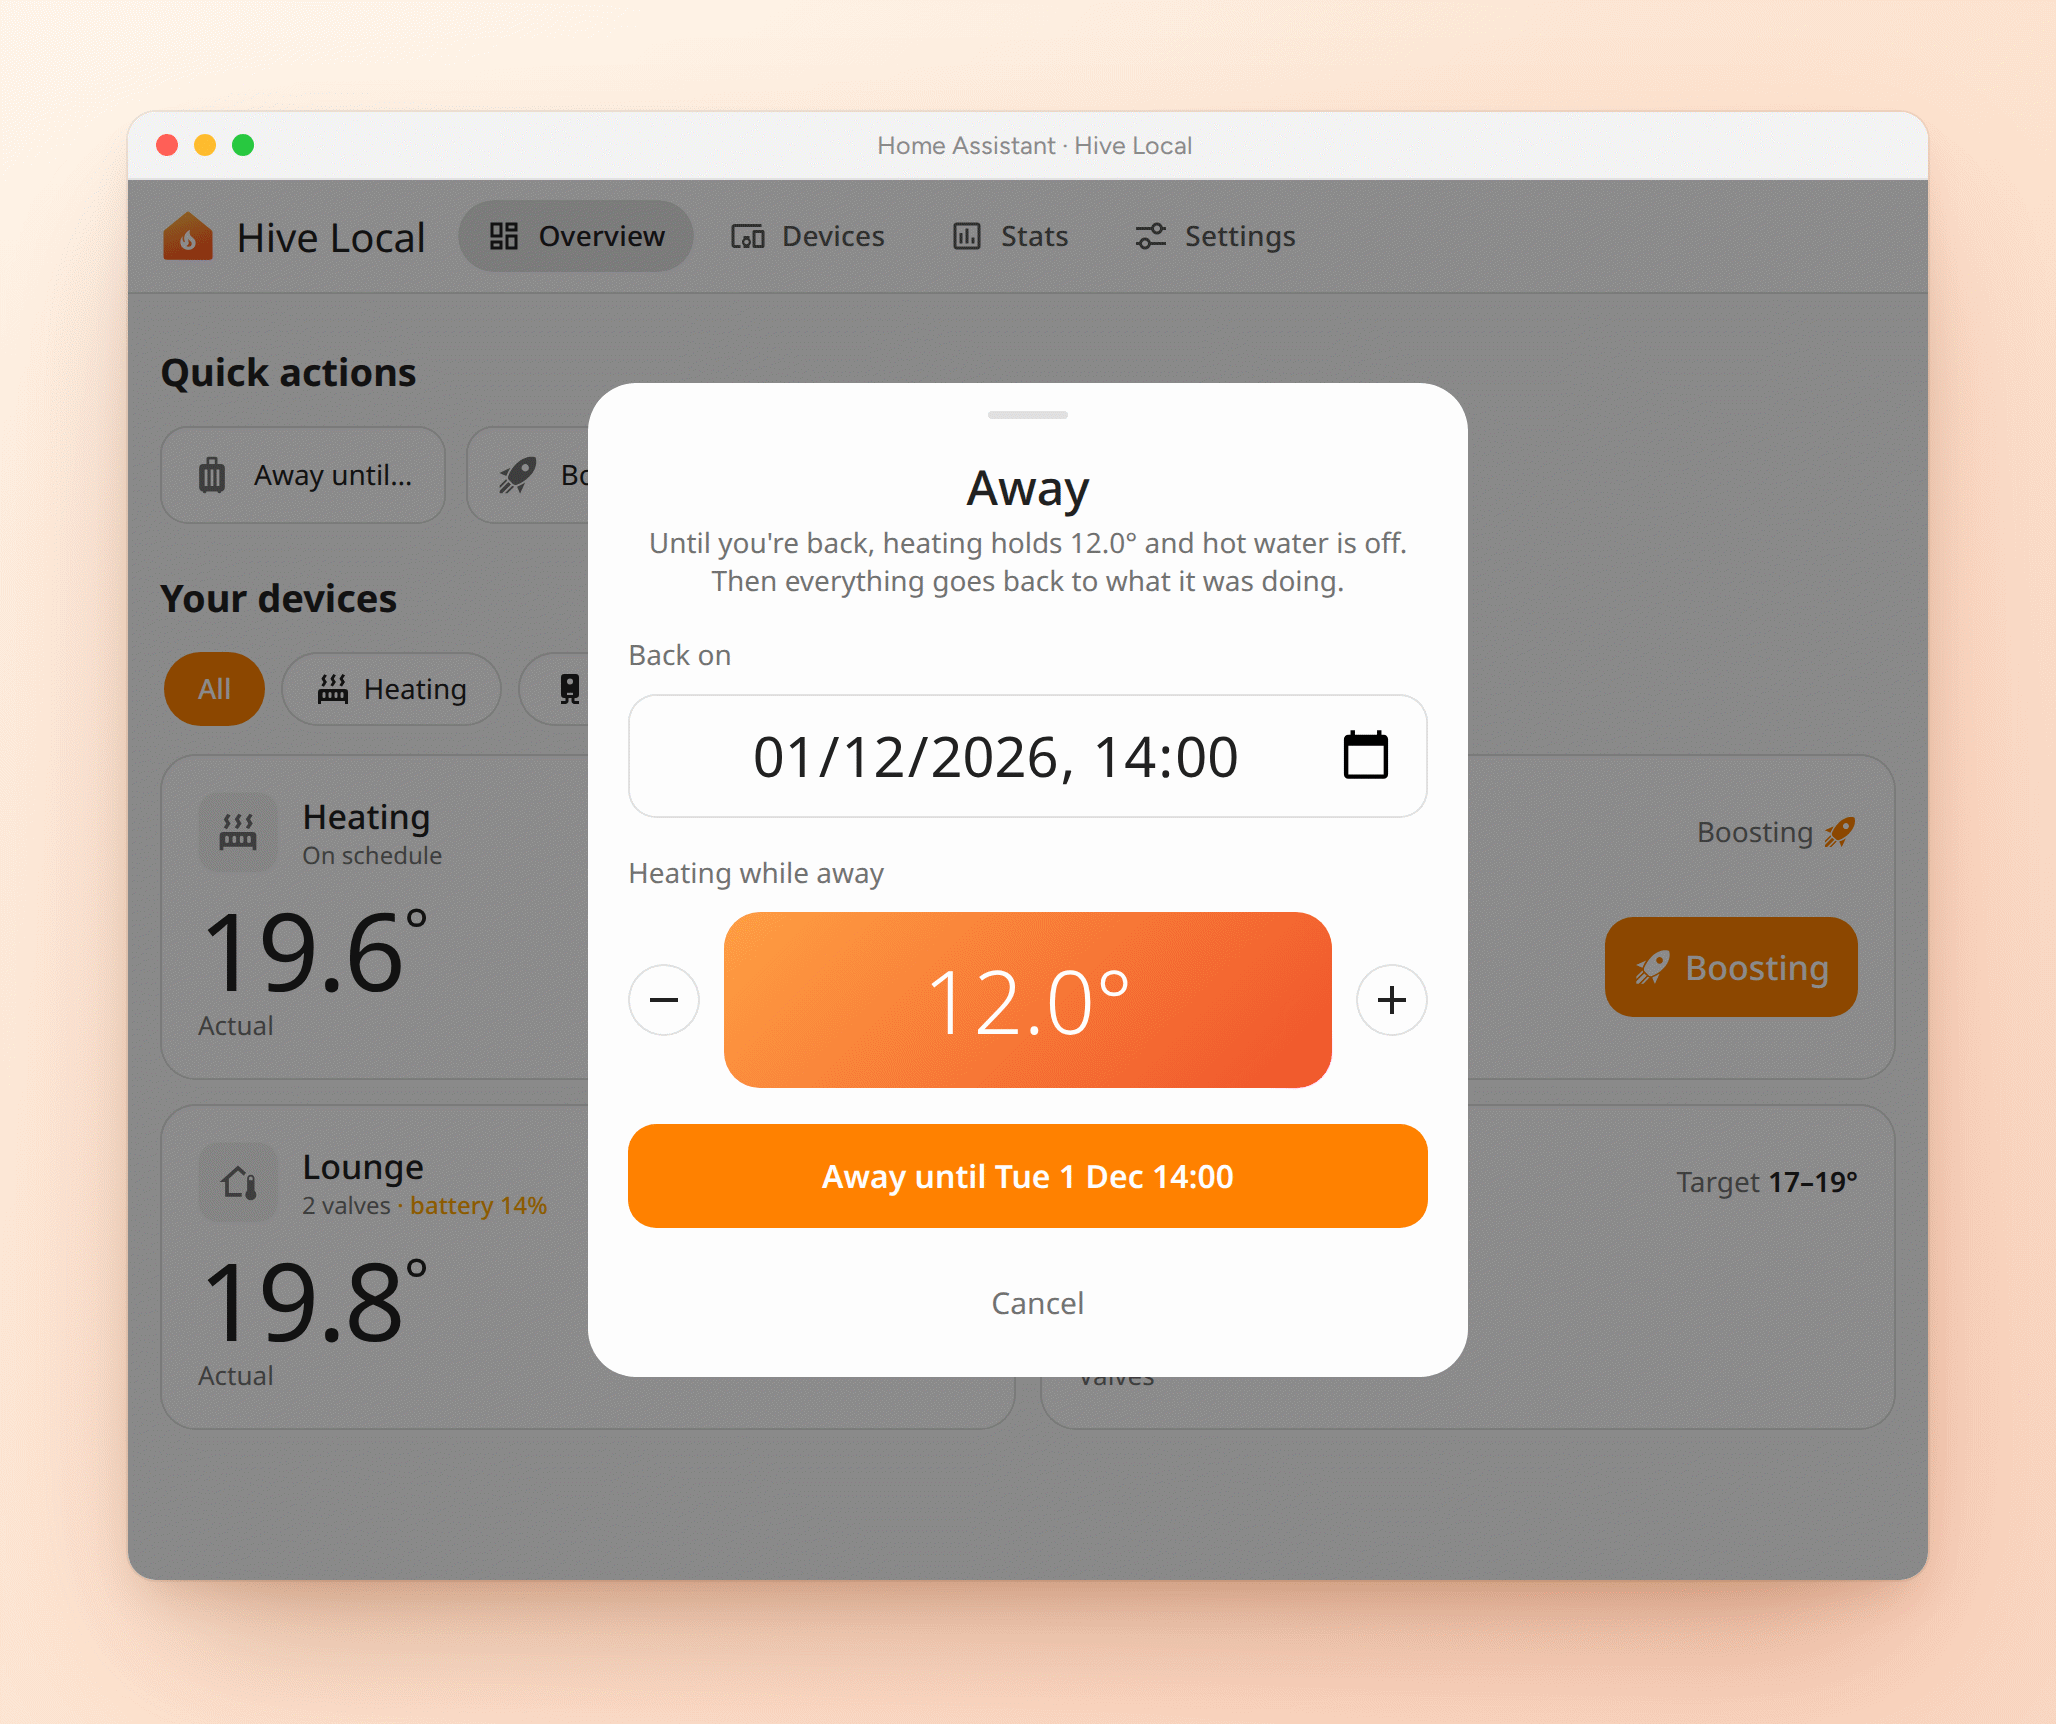 Home Assistant · Hive Local
Hive Local
Overview
Devices
Stats
Settings
Quick actions
Away until...
Your devices
All
Heating
Heating
On schedule
19.6°
Actual
Boosting
Boosting
Lounge
2 valves · battery 14%
19.8°
Actual
Target 17–19°
Away
Until you're back, heating holds 12.0° and hot water is off.
Then everything goes back to what it was doing.
Back on
01/12/2026, 14:00
Heating while away
−
12.0°
+
Away until Tue 1 Dec 14:00
Cancel